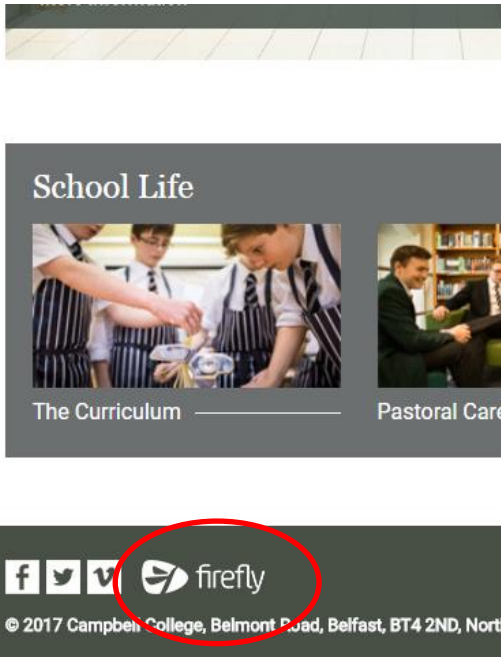 School Life
The Curriculum
Pastoral Care
firefly
© 2017 Campbell College, Belmont Road, Belfast, BT4 2ND, North